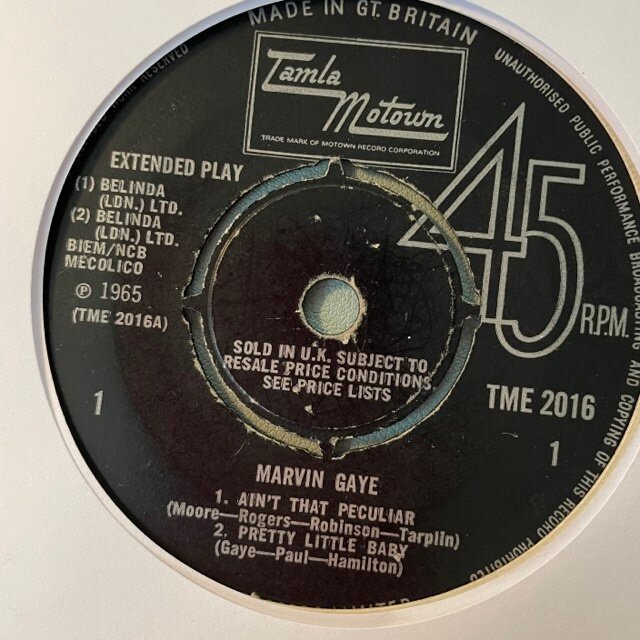 MADE IN GT. BRITAIN
UNAUTHORISED PUBLIC PERFORMANCE BROADCASTING AND COPYING OF THIS RECORD PROHIBITED
RESERVED
Tamla
Motown
TRADE MARK OF MOTOWN RECORD CORPORATION
EXTENDED PLAY
(1) BELINDA
(LDN.) LTD.
(2) BELINDA
(LDN.) LTD.
BIEM/NCB
MECOLICO
℗ 1965
(TME 2016A)
45
R.P.M.
SOLD IN U.K. SUBJECT TO
RESALE PRICE CONDITIONS,
SEE PRICE LISTS
TME 2016
1
1
MARVIN GAYE
1. AIN'T THAT PECULIAR
(Moore—Rogers—Robinson—Tarplin)
2. PRETTY LITTLE BABY
(Gaye—Paul—Hamilton)
LIMITED